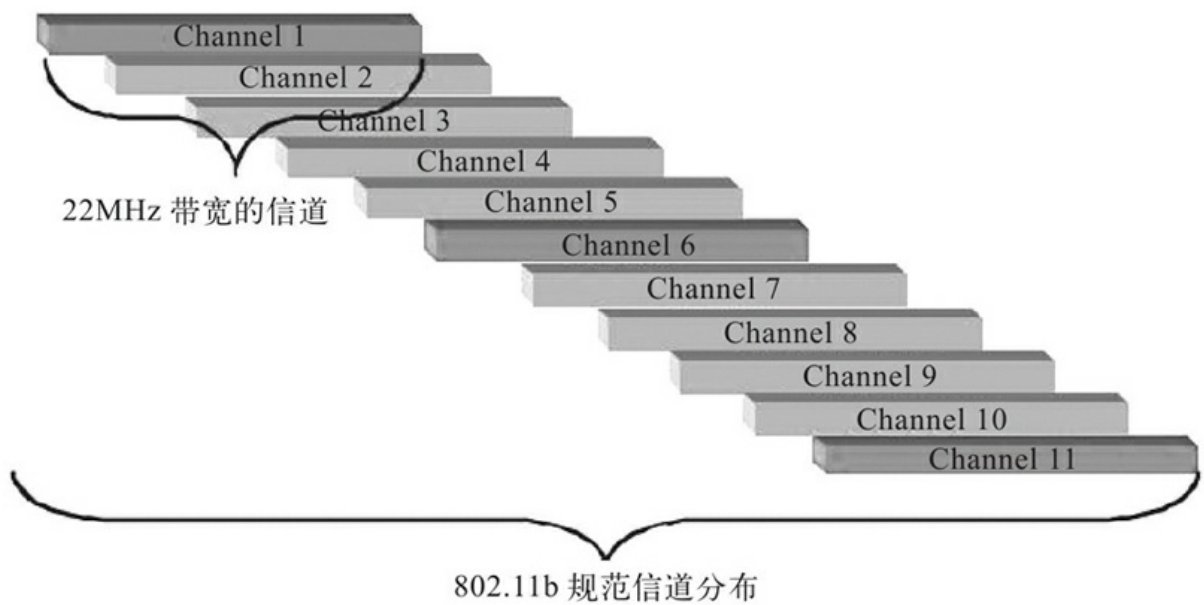 Channel 1
Channel 2
Channel 3
Channel 4
22MHz 带宽的信道
Channel 5
Channel 6
Channel 7
Channel 8
Channel 9
Channel 10
Channel 11
802.11b 规范信道分布